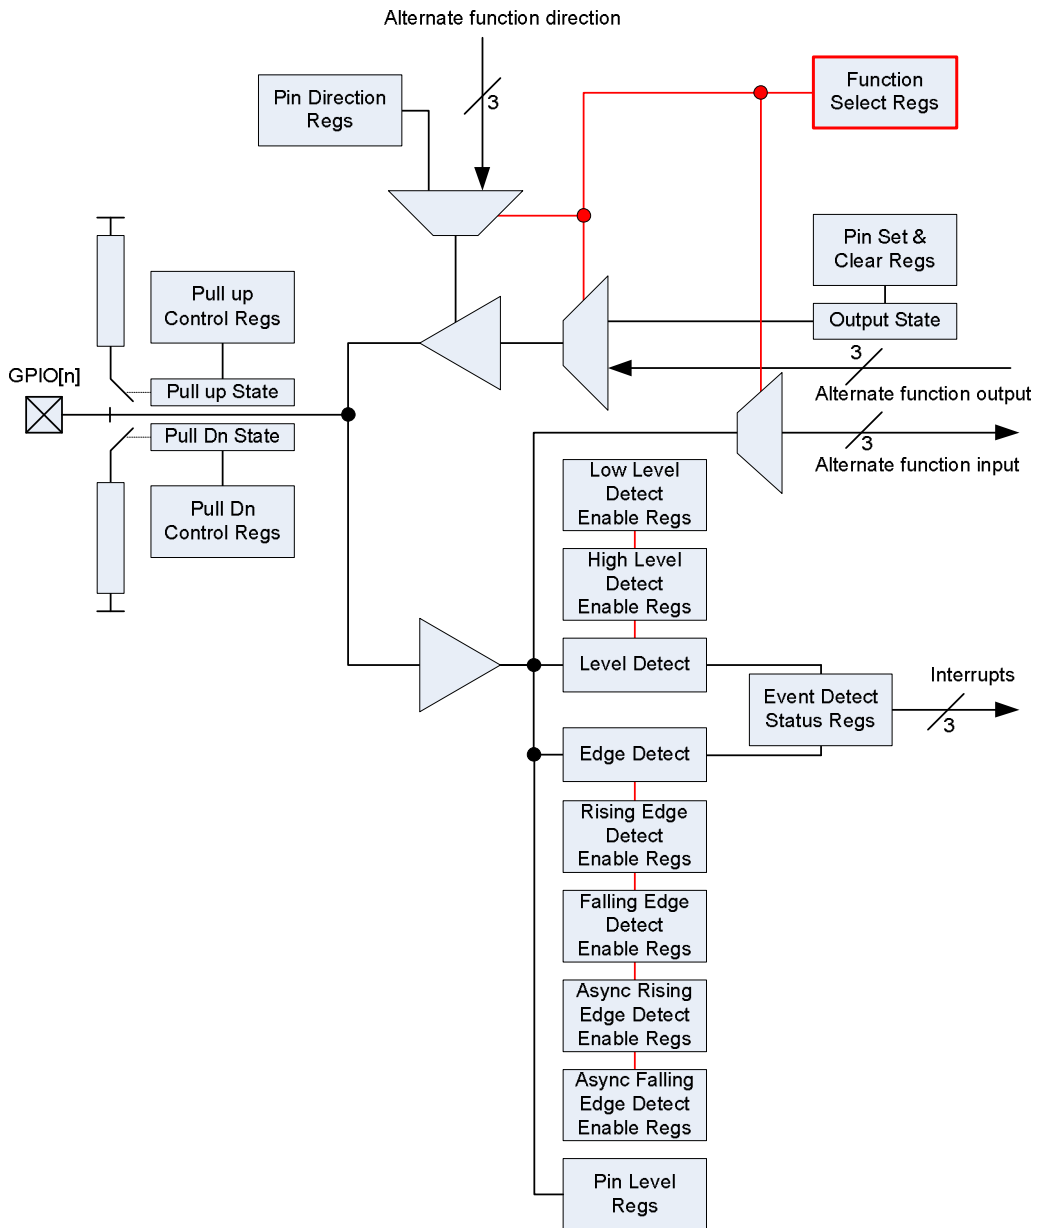 Alternate function direction
3
Pin Direction
Regs
Function
Select Regs
Pin Set &
Clear Regs
Output State
Pull up
Control Regs
Pull up State
GPIO[n]
Pull Dn State
Pull Dn
Control Regs
3
Alternate function output
3
Alternate function input
Low Level
Detect
Enable Regs
High Level
Detect
Enable Regs
Level Detect
Event Detect
Status Regs
Interrupts
3
Edge Detect
Rising Edge
Detect
Enable Regs
Falling Edge
Detect
Enable Regs
Async Rising
Edge Detect
Enable Regs
Async Falling
Edge Detect
Enable Regs
Pin Level
Regs